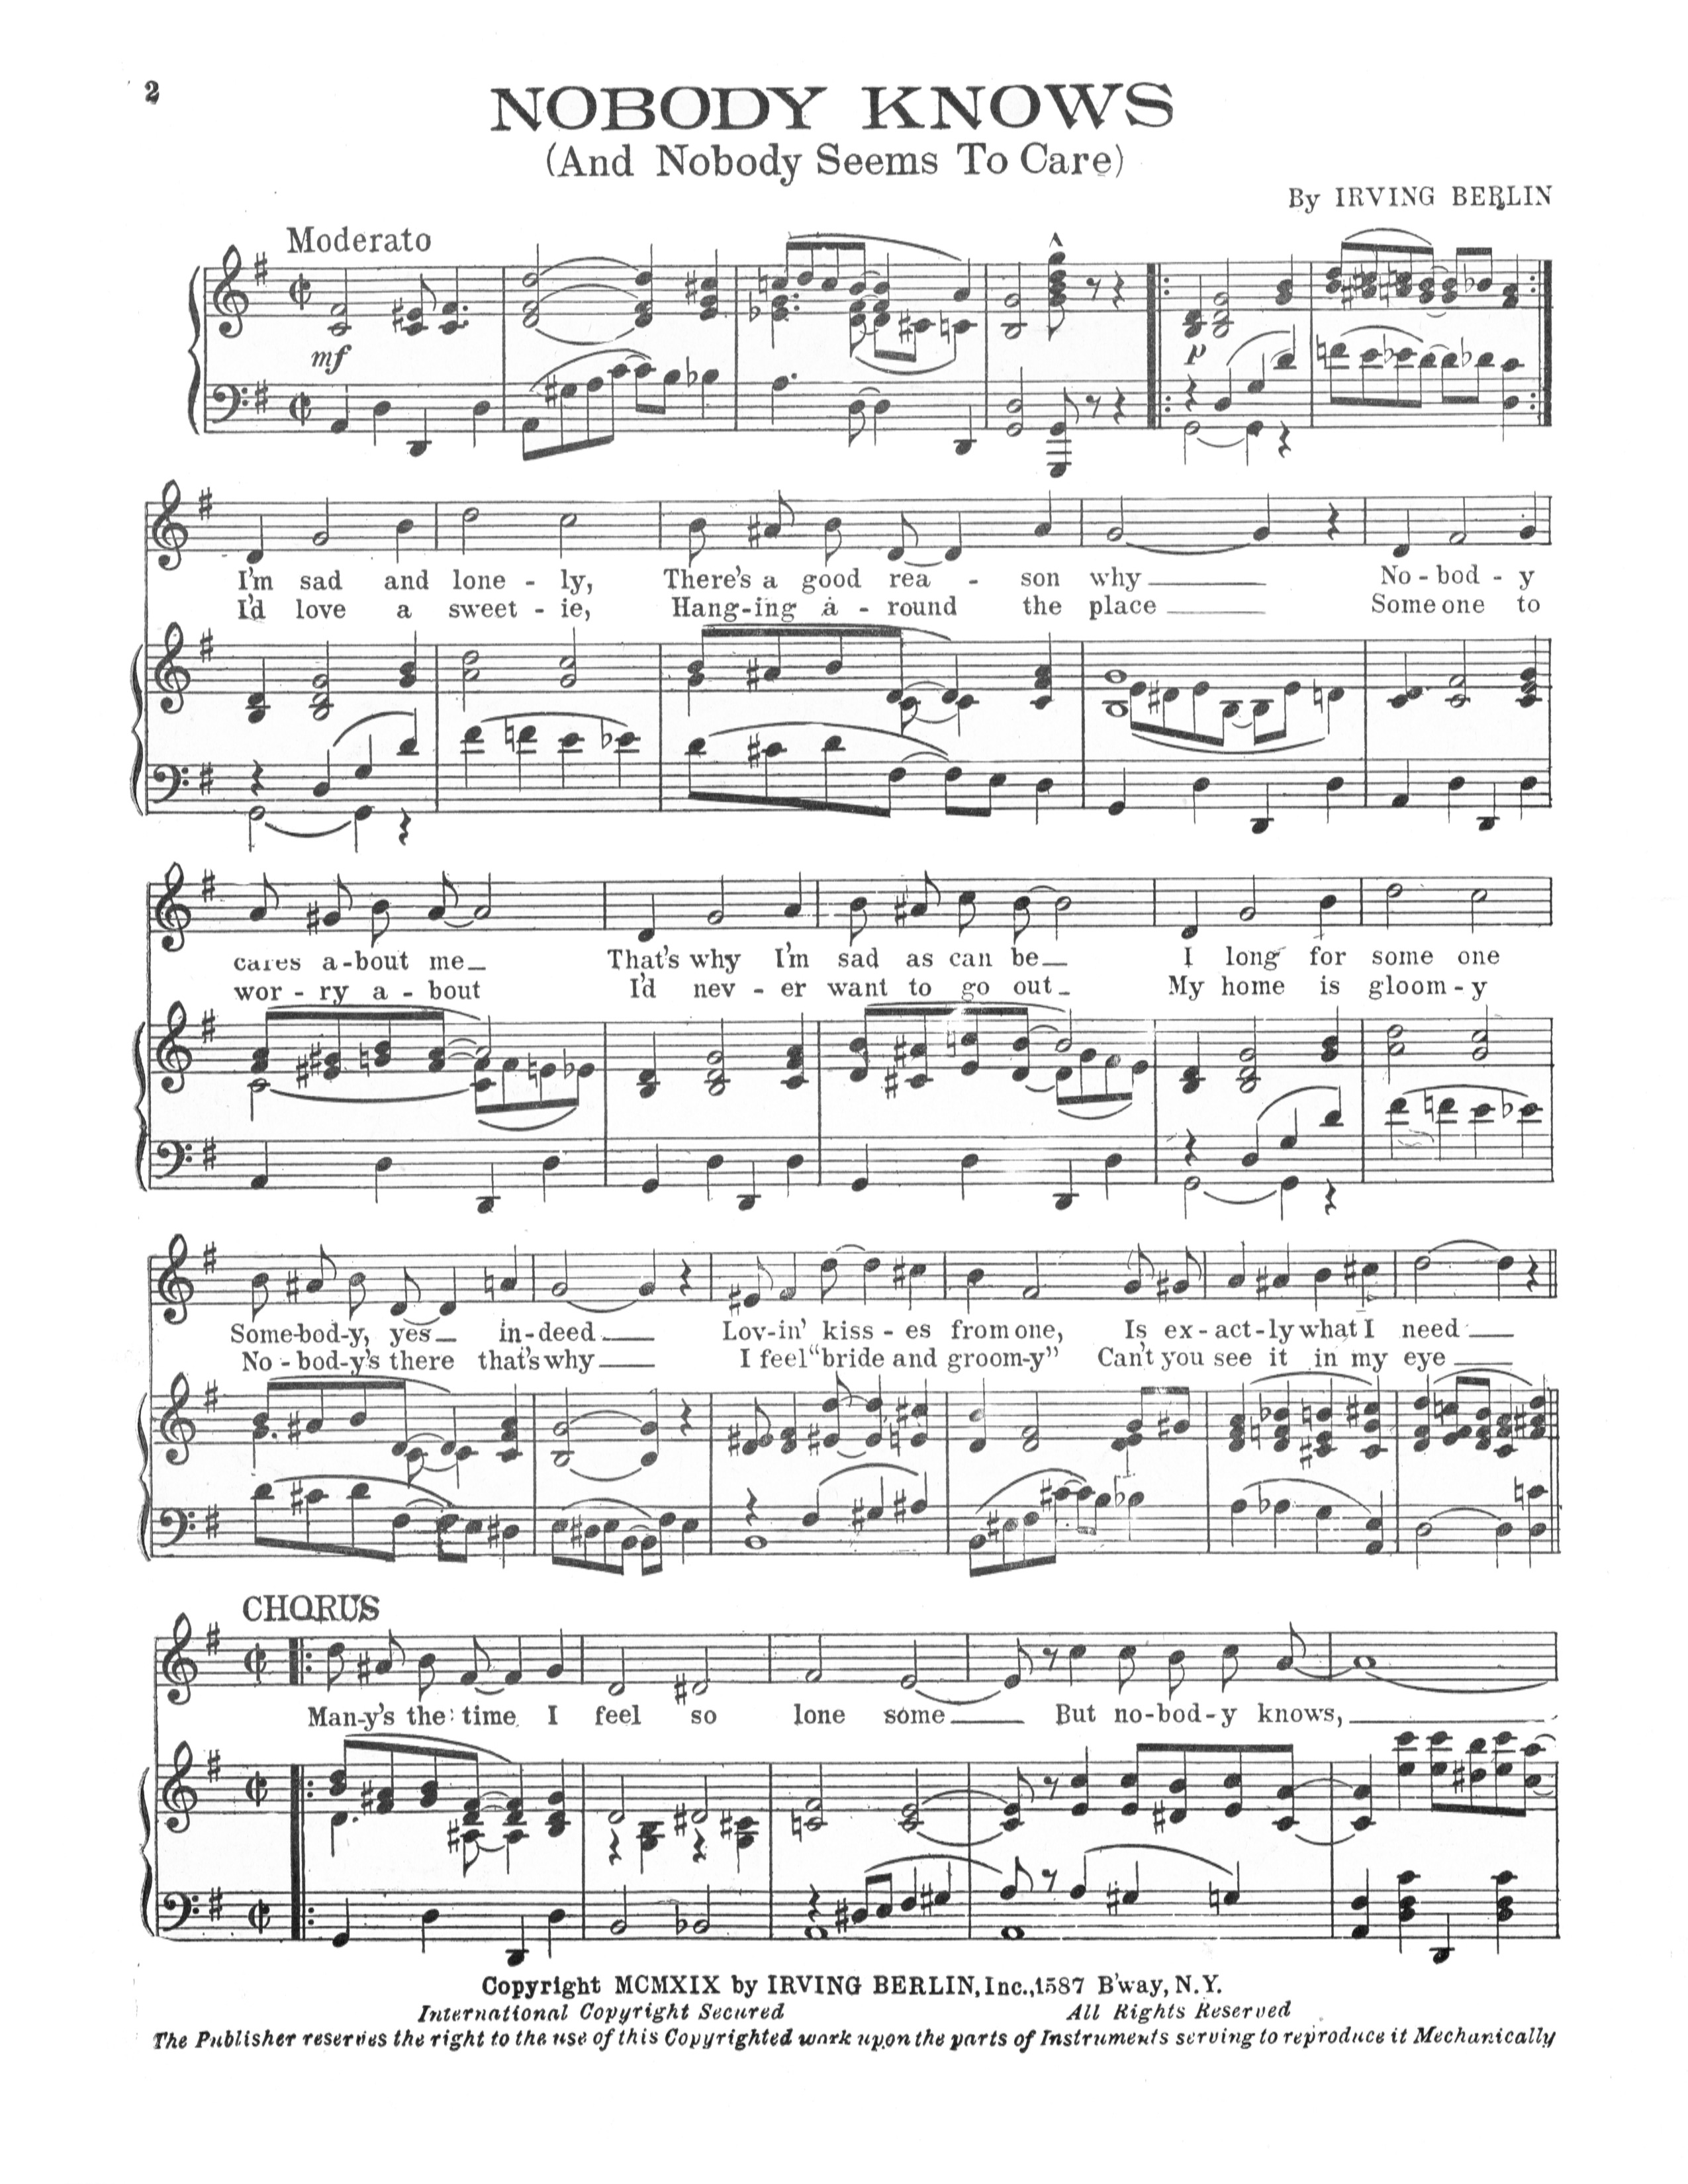 2
NOBODY KNOWS
(And Nobody Seems To Care)
By IRVING BERLIN
Moderato
mf
p
I'm sad and lone - ly, There's a good rea - son why No - bod - y
I'd love a sweet - ie, Hang-ing a - round the place Some one to
cares a-bout me That's why I'm sad as can be I long for some one
wor - ry a - bout I'd nev - er want to go out My home is gloom - y
Some-bod-y, yes in-deed Lov-in' kiss - es from one, Is ex-act-ly what I need
No - bod-y's there that's why I feel "bride and groom-y" Can't you see it in my eye
CHORUS
Man-y's the time I feel so lone some But no-bod-y knows,
Copyright MCMXIX by IRVING BERLIN, Inc., 1587 B'way, N.Y.
International Copyright Secured All Rights Reserved
The Publisher reserves the right to the use of this Copyrighted work upon the parts of Instruments serving to reproduce it Mechanically